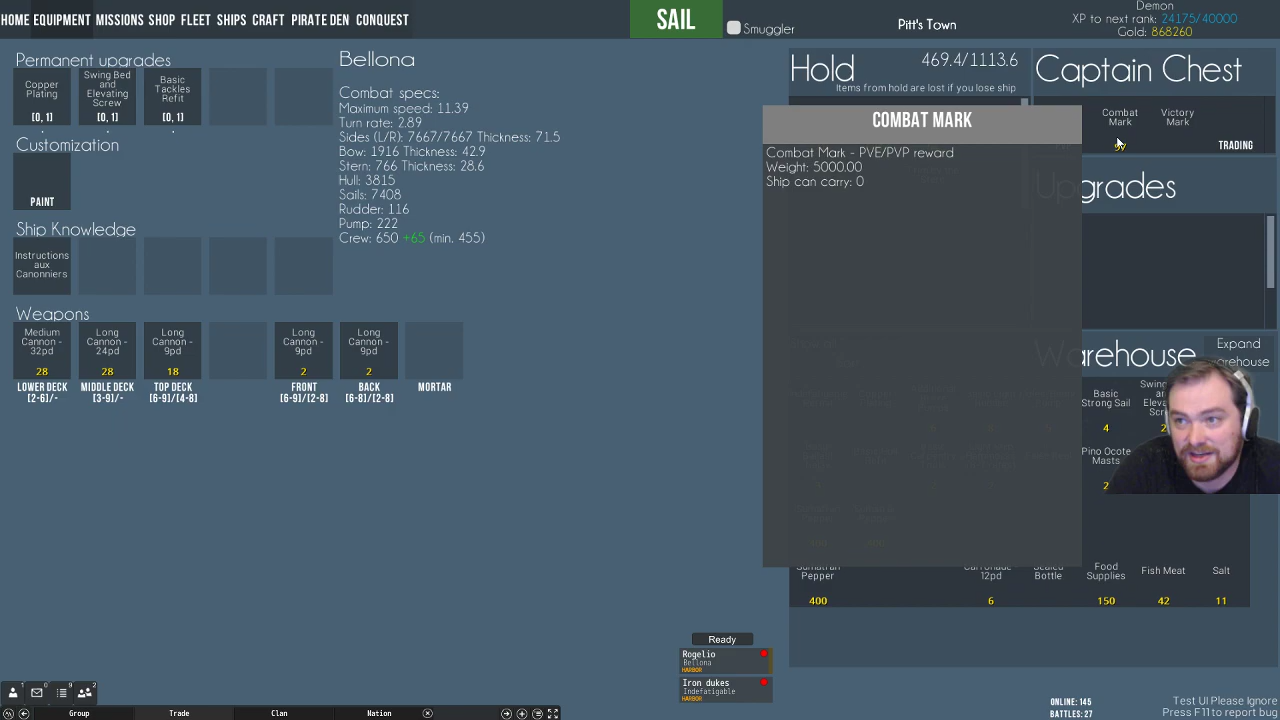 HOME EQUIPMENT MISSIONS SHOP FLEET SHIPS CRAFT PIRATE DEN CONQUEST
SAIL
Smuggler
Pitt's Town
Demon
XP to next rank: 24175/40000
Gold: 868260
Permanent upgrades
Copper Plating
[0, 1]
Swing Bed and Elevating Screw
[0, 1]
Basic Tackles Refit
[0, 1]
Customization
PAINT
Ship Knowledge
Instructions aux Canonniers
Weapons
Medium Cannon - 32pd
28
LOWER DECK
[2-6]/-
Long Cannon - 24pd
28
MIDDLE DECK
[3-9]/-
Long Cannon - 9pd
18
TOP DECK
[6-9]/[4-8]
Long Cannon - 9pd
2
FRONT
[6-9]/[2-8]
Long Cannon - 9pd
2
BACK
[6-8]/[2-8]
MORTAR
Bellona
Combat specs:
Maximum speed: 11.39
Turn rate: 2.89
Sides (L/R): 7667/7667 Thickness: 71.5
Bow: 1916 Thickness: 42.9
Stern: 766 Thickness: 28.6
Hull: 3815
Sails: 7408
Rudder: 116
Pump: 222
Crew: 650 +65 (min. 455)
Hold
469.4/1113.6
Items from hold are lost if you lose ship
COMBAT MARK
Combat Mark - PVE/PVP reward
Weight: 5000.00
Ship can carry: 0
Captain Chest
Combat Mark
Victory Mark
TRADING
Upgrades
Warehouse
Expand
Basic Strong Sail
4
Pino Ocote Masts
Sumatran Pepper
400
Carronade 12pd
6
Sealed Bottle
Food Supplies
150
Fish Meat
42
Salt
11
Ready
Rogelio
Bellona
HARBOR
Iron dukes
Indefatigable
HARBOR
1 0 9 2
Group Trade Clan Nation
ONLINE: 145
BATTLES: 27
Test UI Please Ignore
Press F11 to report bug